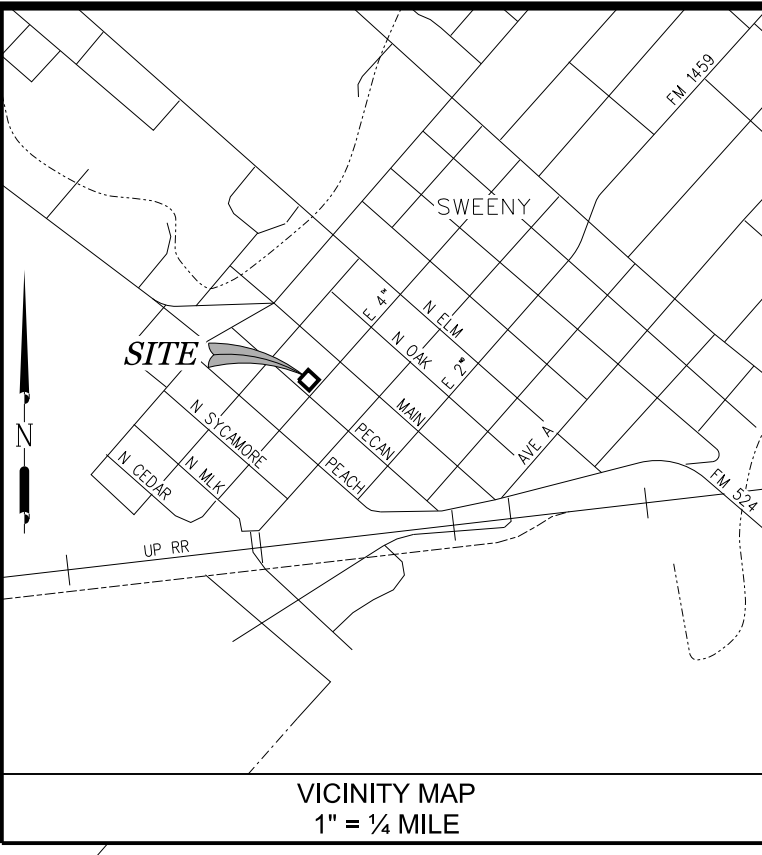 FM 1459
SWEENY
E 4TH
N ELM
N OAK
E 2ND
SITE
MAIN
N SYCAMORE
PECAN
AVE A
N
PEACH
N CEDAR
N MLK
FM 524
UP RR
VICINITY MAP
1" = ¼ MILE